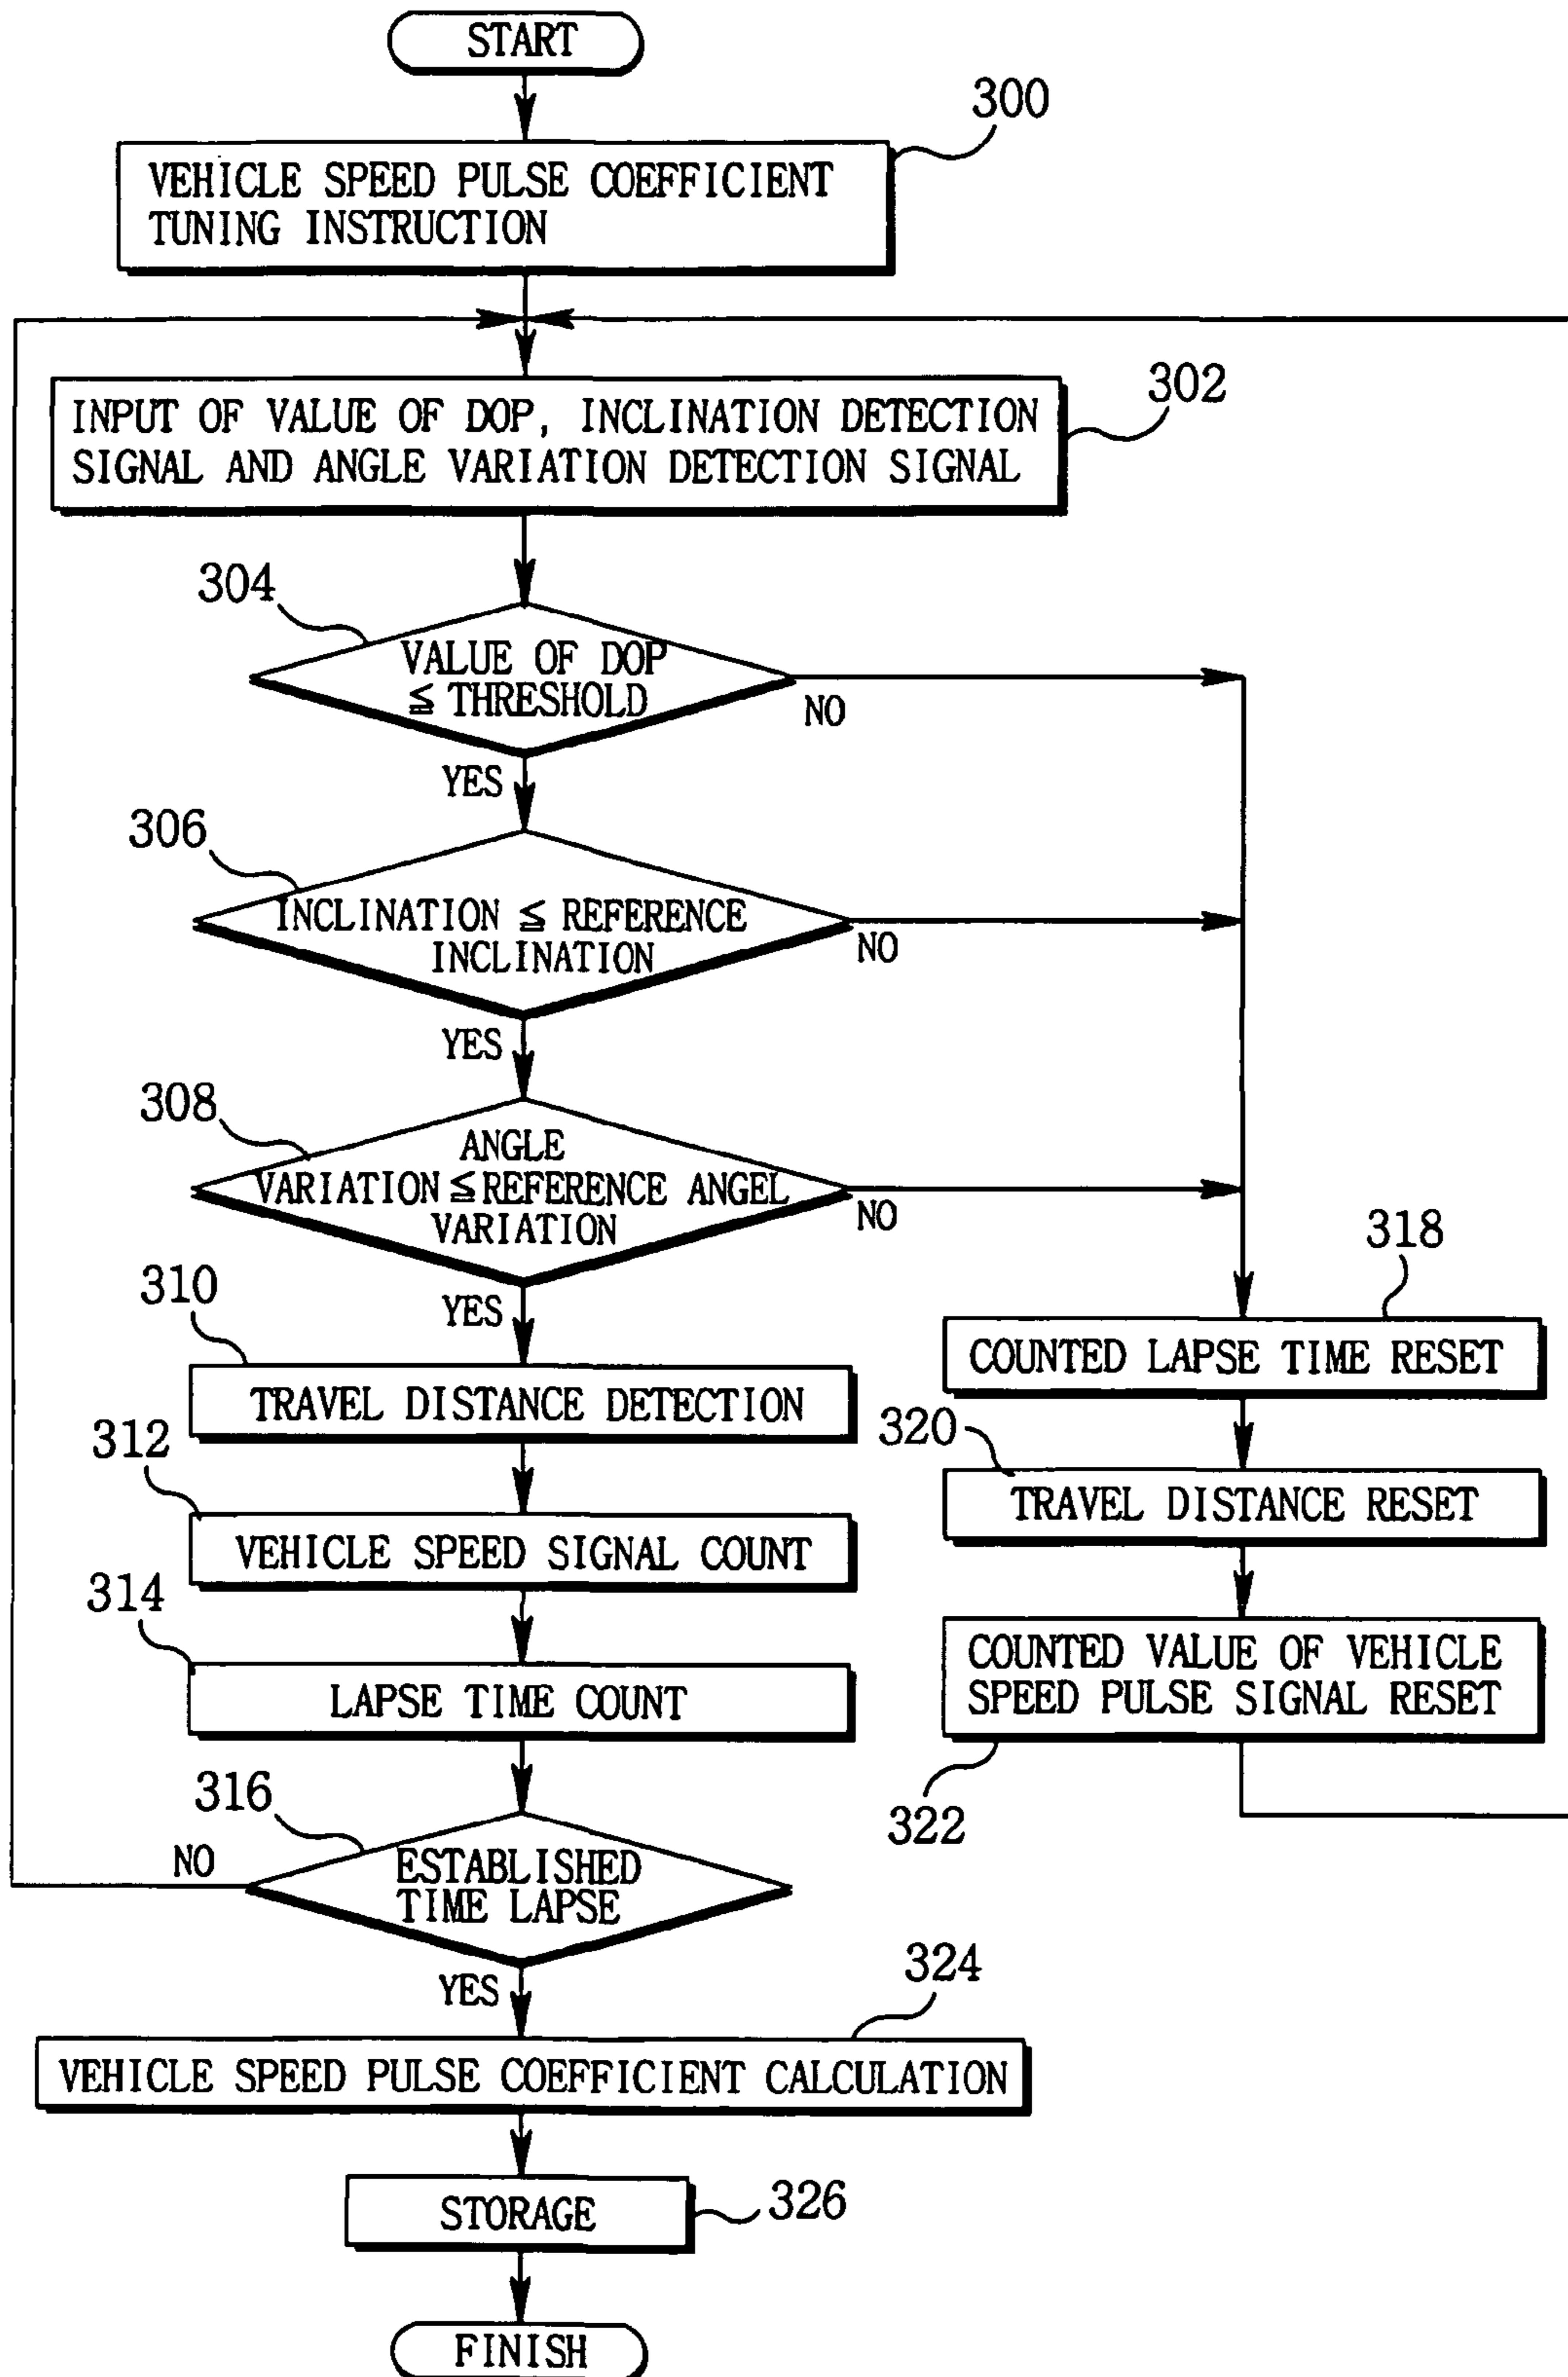 START
300
VEHICLE SPEED PULSE COEFFICIENT
TUNING INSTRUCTION
302
INPUT OF VALUE OF DOP, INCLINATION DETECTION
SIGNAL AND ANGLE VARIATION DETECTION SIGNAL
304
VALUE OF DOP
≦ THRESHOLD
NO
YES
306
INCLINATION ≦ REFERENCE
INCLINATION
NO
YES
308
ANGLE
VARIATION ≦ REFERENCE ANGEL
VARIATION
NO
YES
310
TRAVEL DISTANCE DETECTION
312
VEHICLE SPEED SIGNAL COUNT
314
LAPSE TIME COUNT
316
ESTABLISHED
TIME LAPSE
NO
YES
318
COUNTED LAPSE TIME RESET
320
TRAVEL DISTANCE RESET
COUNTED VALUE OF VEHICLE
SPEED PULSE SIGNAL RESET
322
324
VEHICLE SPEED PULSE COEFFICIENT CALCULATION
STORAGE
326
FINISH